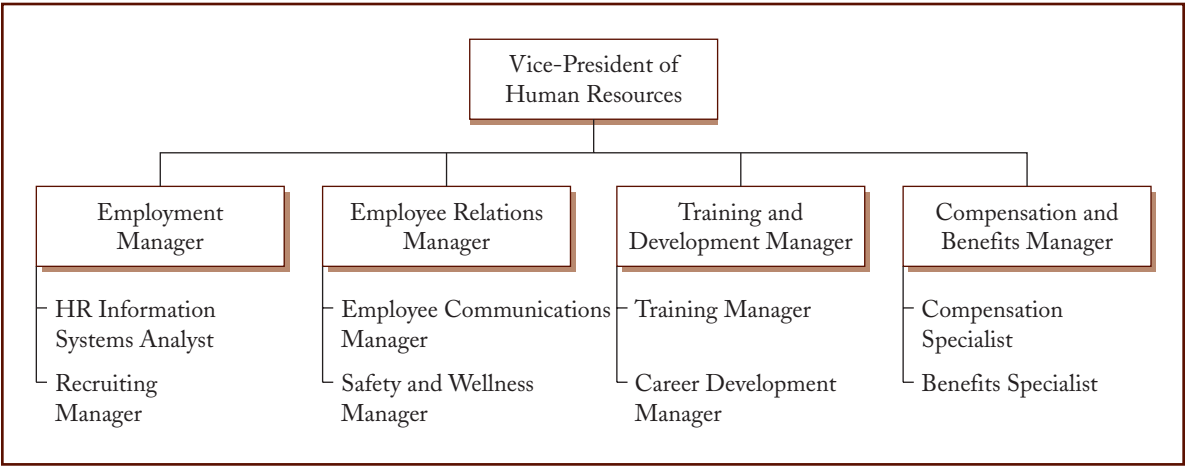 Vice-President of
Human Resources
Employment
Manager
Employee Relations
Manager
Training and
Development Manager
Compensation and
Benefits Manager
HR Information
Systems Analyst
Recruiting
Manager
Employee Communications
Manager
Safety and Wellness
Manager
Training Manager
Career Development
Manager
Compensation
Specialist
Benefits Specialist